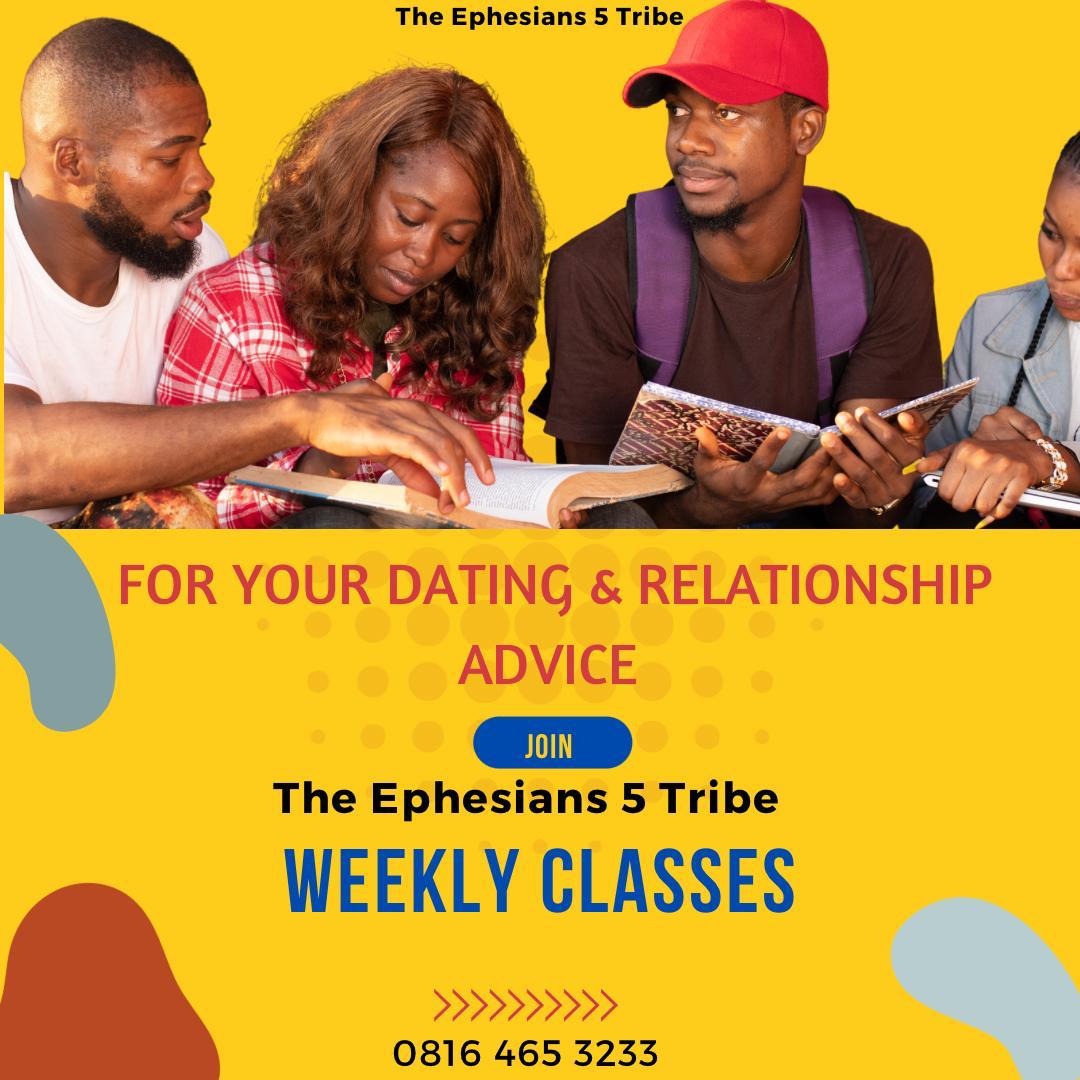 The Ephesians 5 Tribe
FOR YOUR DATING & RELATIONSHIP
ADVICE
JOIN
The Ephesians 5 Tribe
WEEKLY CLASSES
0816 465 3233